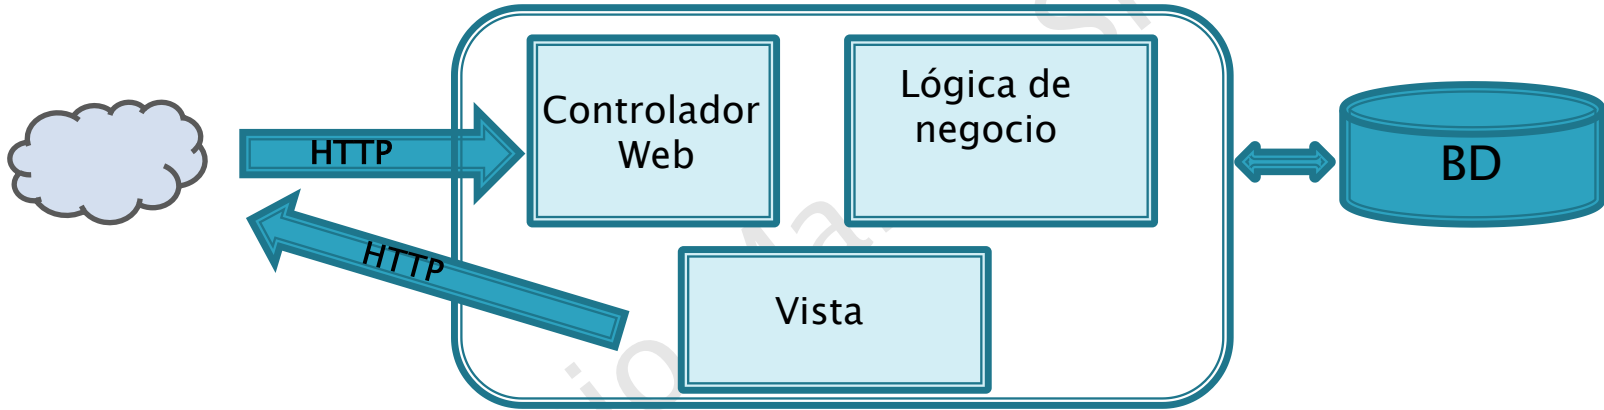 HTTP
HTTP
Controlador
Web
Lógica de
negocio
Vista
BD